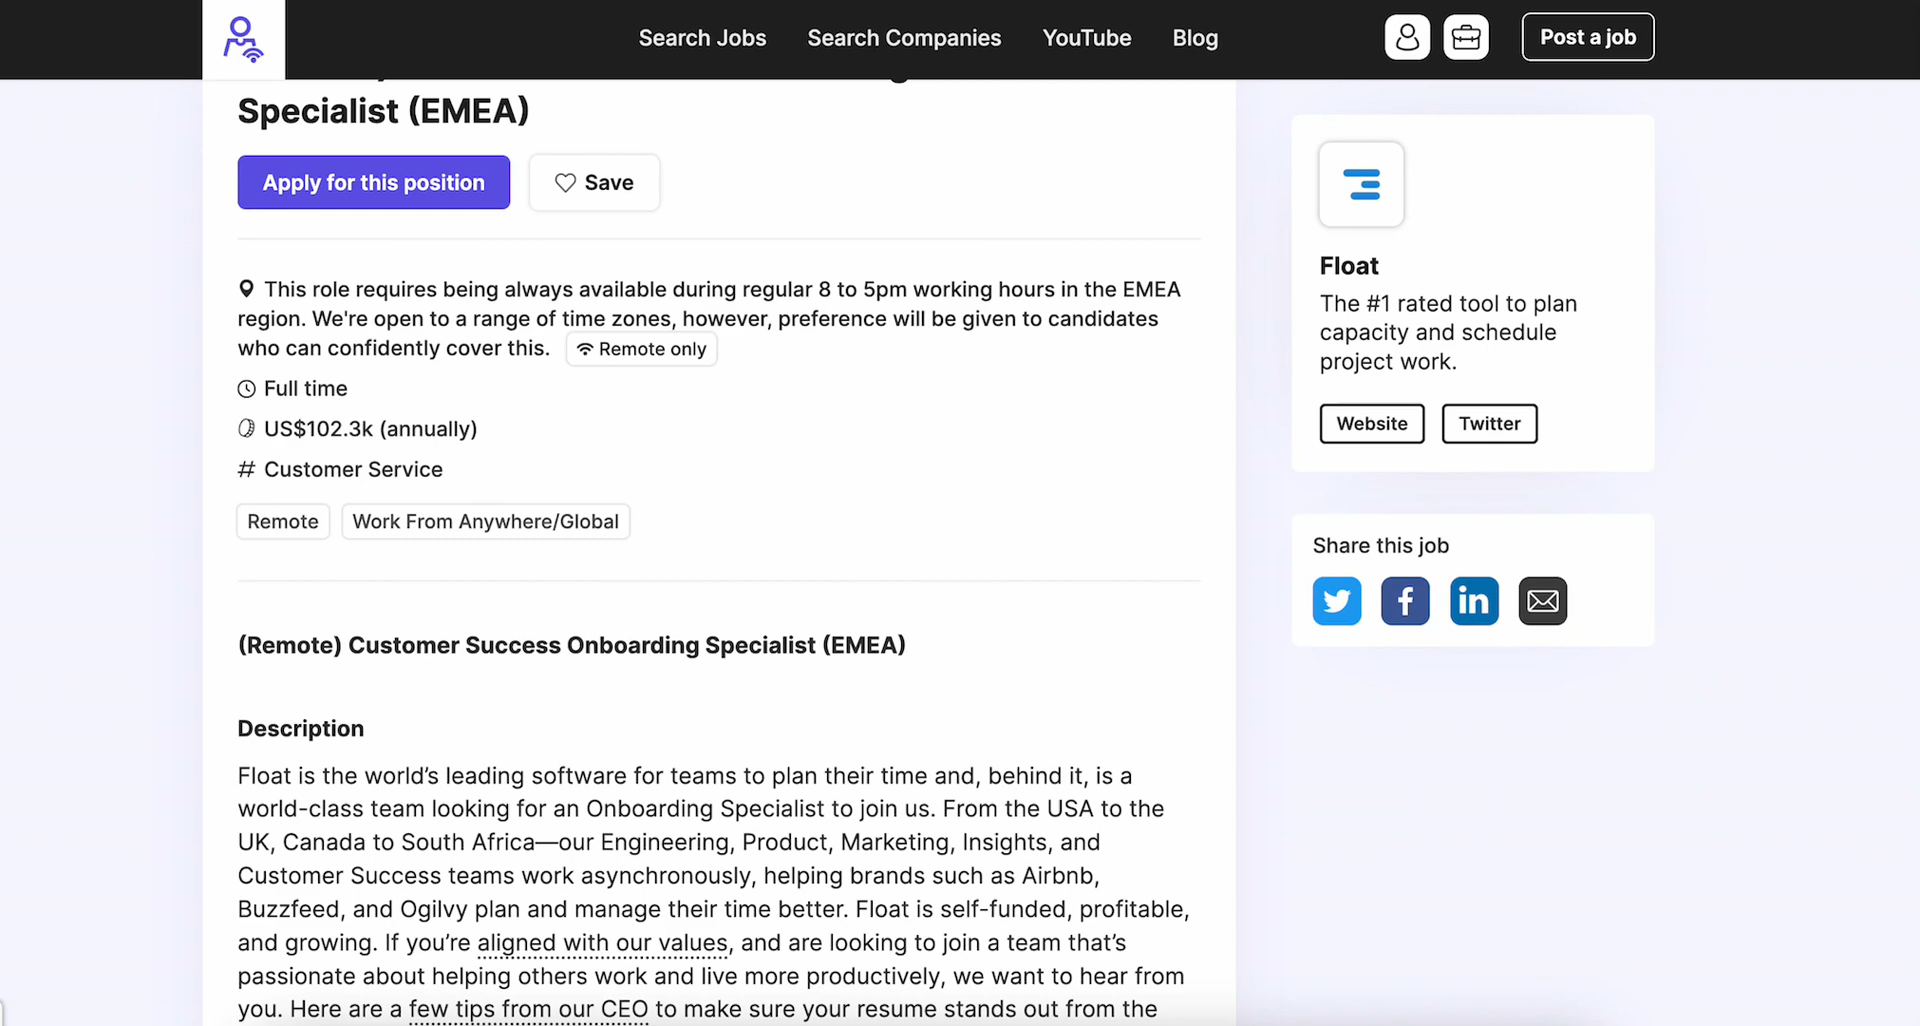 Search Jobs
Search Companies
YouTube
Blog
Post a job
Specialist (EMEA)
Apply for this position
Save
This role requires being always available during regular 8 to 5pm working hours in the EMEA
region. We're open to a range of time zones, however, preference will be given to candidates
who can confidently cover this. Remote only
Full time
US$102.3k (annually)
# Customer Service
Remote
Work From Anywhere/Global
(Remote) Customer Success Onboarding Specialist (EMEA)
Description
Float is the world’s leading software for teams to plan their time and, behind it, is a
world-class team looking for an Onboarding Specialist to join us. From the USA to the
UK, Canada to South Africa—our Engineering, Product, Marketing, Insights, and
Customer Success teams work asynchronously, helping brands such as Airbnb,
Buzzfeed, and Ogilvy plan and manage their time better. Float is self-funded, profitable,
and growing. If you’re aligned with our values, and are looking to join a team that’s
passionate about helping others work and live more productively, we want to hear from
you. Here are a few tips from our CEO to make sure your resume stands out from the
Float
The #1 rated tool to plan
capacity and schedule
project work.
Website
Twitter
Share this job